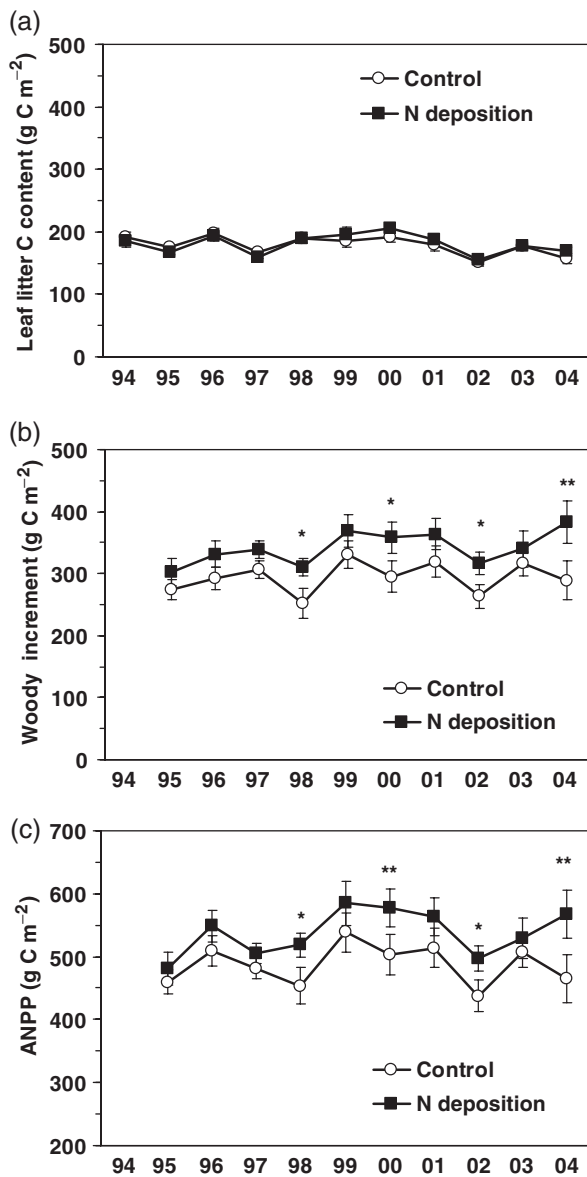 (a)
Leaf litter C content (g C m⁻²)
500
400
300
200
100
0
Control
N deposition
94 95 96 97 98 99 00 01 02 03 04
(b)
Woody increment (g C m⁻²)
500
400
300
200
100
0
* * * **
Control
N deposition
94 95 96 97 98 99 00 01 02 03 04
(c)
ANPP (g C m⁻²)
700
600
500
400
300
200
* ** * **
Control
N deposition
94 95 96 97 98 99 00 01 02 03 04